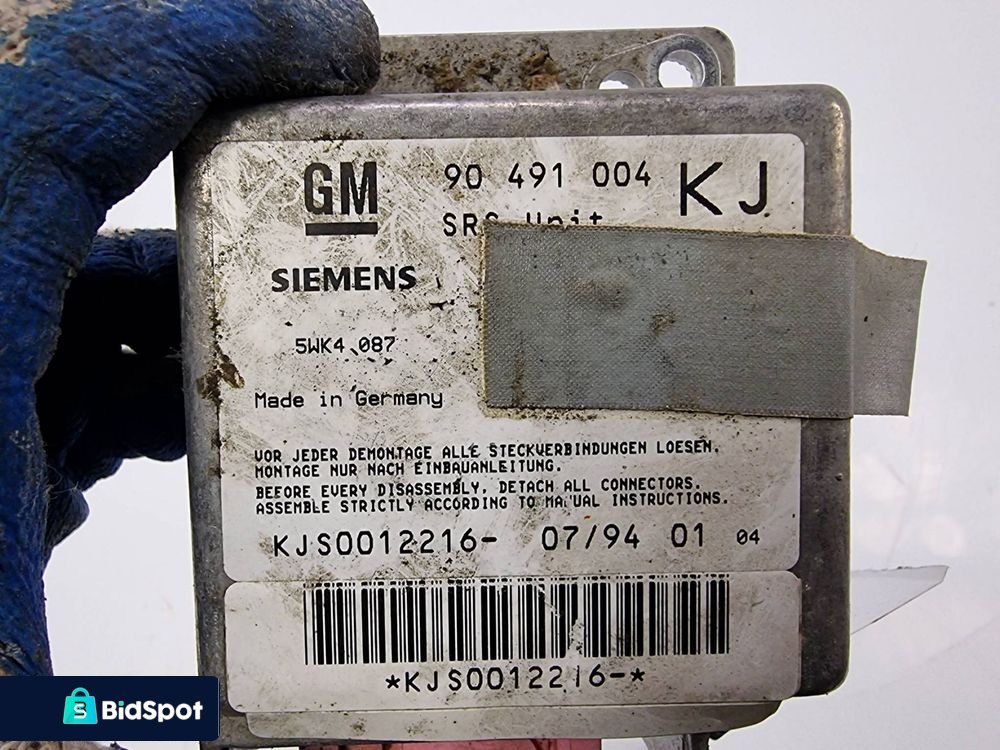 GM
90 491 004 KJ
SRS Unit
SIEMENS
5WK4 087
Made in Germany
VOR JEDER DEMONTAGE ALLE STECKVERBINDUNGEN LOESEN.
MONTAGE NUR NACH EINBAUANLEITUNG.
BEFORE EVERY DISASSEMBLY, DETACH ALL CONNECTORS.
ASSEMBLE STRICTLY ACCORDING TO MANUAL INSTRUCTIONS.
KJS0012216- 07/94 01 04
*KJS0012216-*
S BidSpot